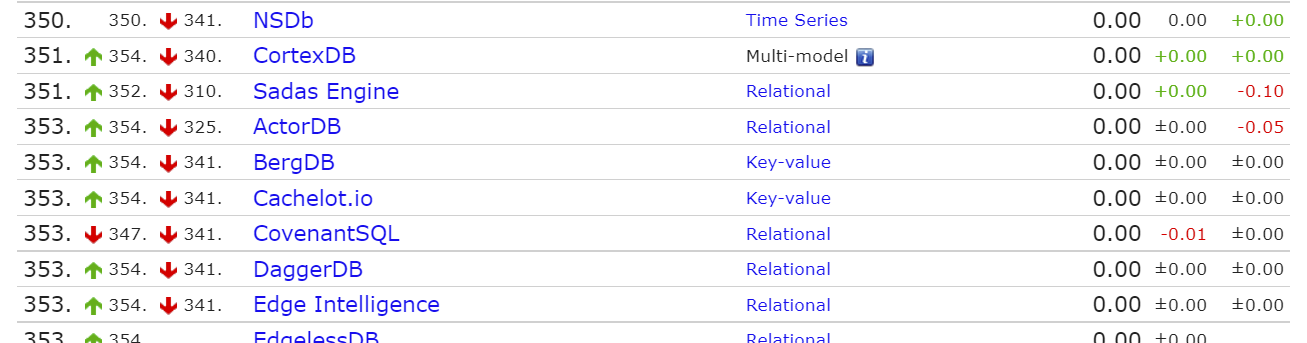 350. 350. 341. NSDb Time Series 0.00 0.00 +0.00
351. 354. 340. CortexDB Multi-model 0.00 +0.00 +0.00
351. 352. 310. Sadas Engine Relational 0.00 +0.00 -0.10
353. 354. 325. ActorDB Relational 0.00 ±0.00 -0.05
353. 354. 341. BergDB Key-value 0.00 ±0.00 ±0.00
353. 354. 341. Cachelot.io Key-value 0.00 ±0.00 ±0.00
353. 347. 341. CovenantSQL Relational 0.00 -0.01 ±0.00
353. 354. 341. DaggerDB Relational 0.00 ±0.00 ±0.00
353. 354. 341. Edge Intelligence Relational 0.00 ±0.00 ±0.00
353. 354. EdgelessDB Relational 0.00 ±0.00